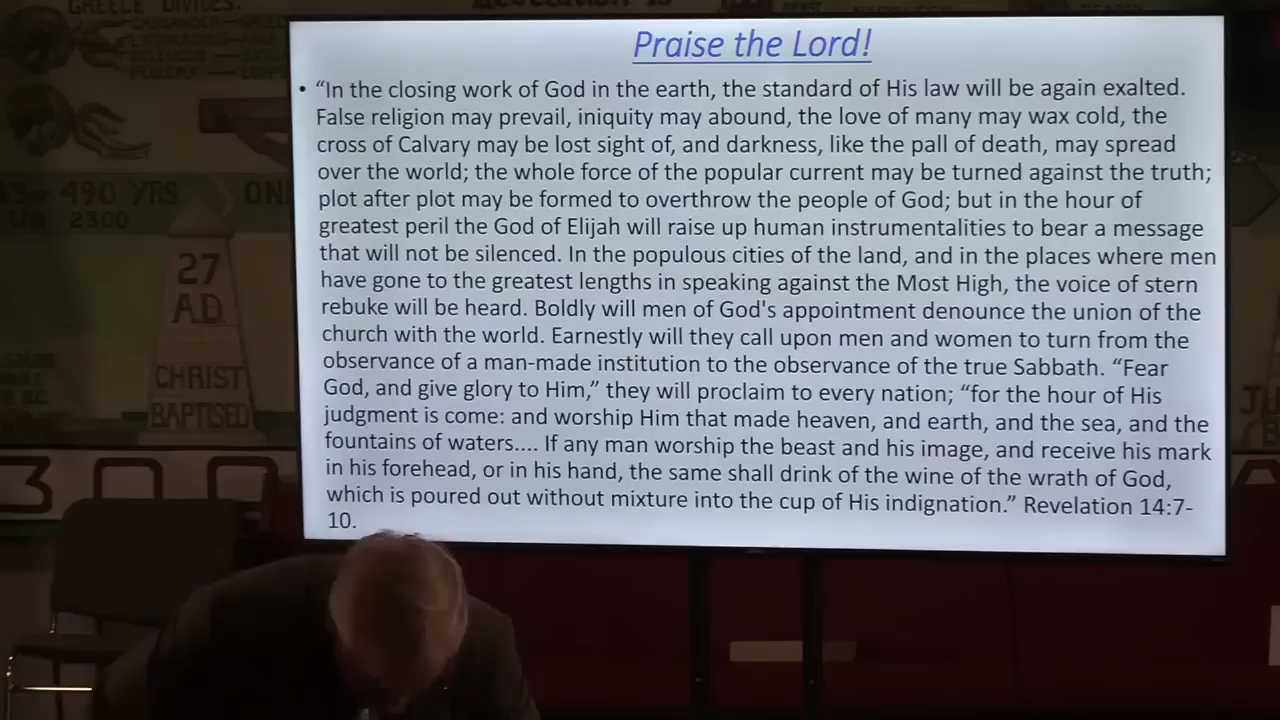 GREECE DIVIDES.
Praise the Lord!
• “In the closing work of God in the earth, the standard of His law will be again exalted.
False religion may prevail, iniquity may abound, the love of many may wax cold, the
cross of Calvary may be lost sight of, and darkness, like the pall of death, may spread
over the world; the whole force of the popular current may be turned against the truth;
plot after plot may be formed to overthrow the people of God; but in the hour of
greatest peril the God of Elijah will raise up human instrumentalities to bear a message
that will not be silenced. In the populous cities of the land, and in the places where men
have gone to the greatest lengths in speaking against the Most High, the voice of stern
rebuke will be heard. Boldly will men of God's appointment denounce the union of the
church with the world. Earnestly will they call upon men and women to turn from the
observance of a man-made institution to the observance of the true Sabbath. “Fear
God, and give glory to Him,” they will proclaim to every nation; “for the hour of His
judgment is come: and worship Him that made heaven, and earth, and the sea, and the
fountains of waters.... If any man worship the beast and his image, and receive his mark
in his forehead, or in his hand, the same shall drink of the wine of the wrath of God,
which is poured out without mixture into the cup of His indignation.” Revelation 14:7-
10.
490 YRS
2300
27
A.D.
CHRIST
BAPTISED
3 0 0